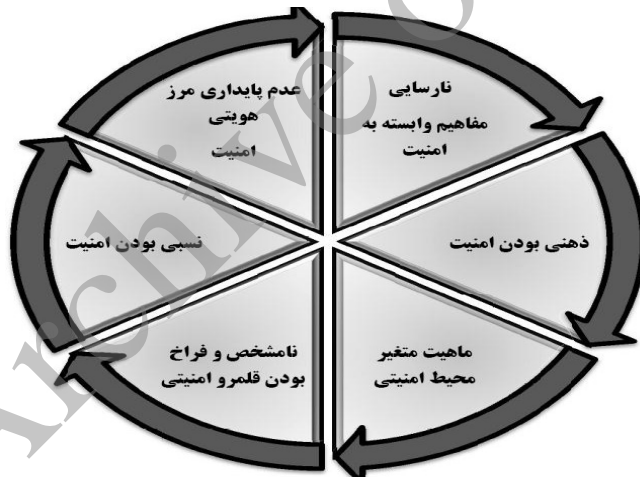 نارسایی
مفاهیم وابسته به
امنیت
ذهنی بودن امنیت
ماهیت متغیر
محیط امنیتی
نامشخص و فراخ
بودن قلمرو امنیتی
نسبی بودن امنیت
عدم پایداری مرز
هویتی
امنیت
Archive o